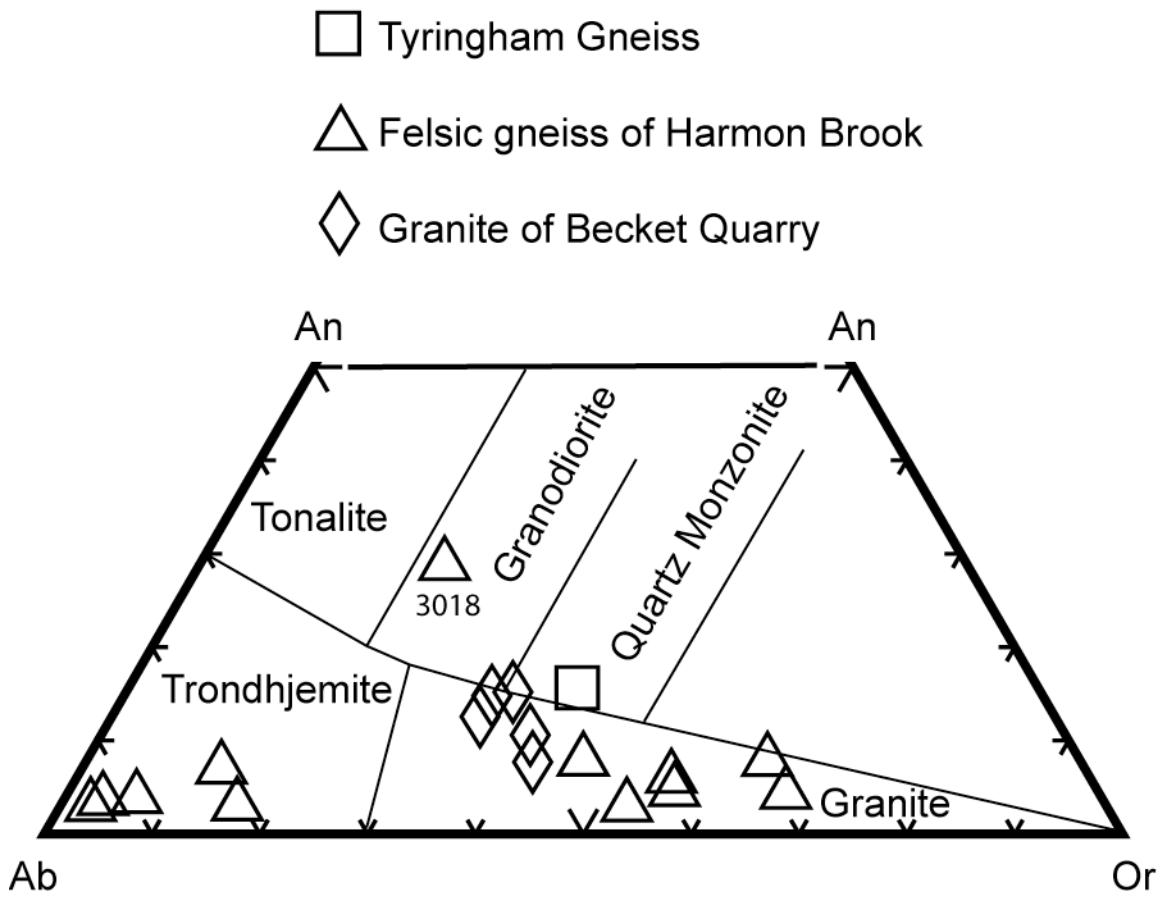 Tyringham Gneiss
Felsic gneiss of Harmon Brook
Granite of Becket Quarry
An
An
Granodiorite
Quartz Monzonite
Tonalite
3018
Trondhjemite
Granite
Ab
Or